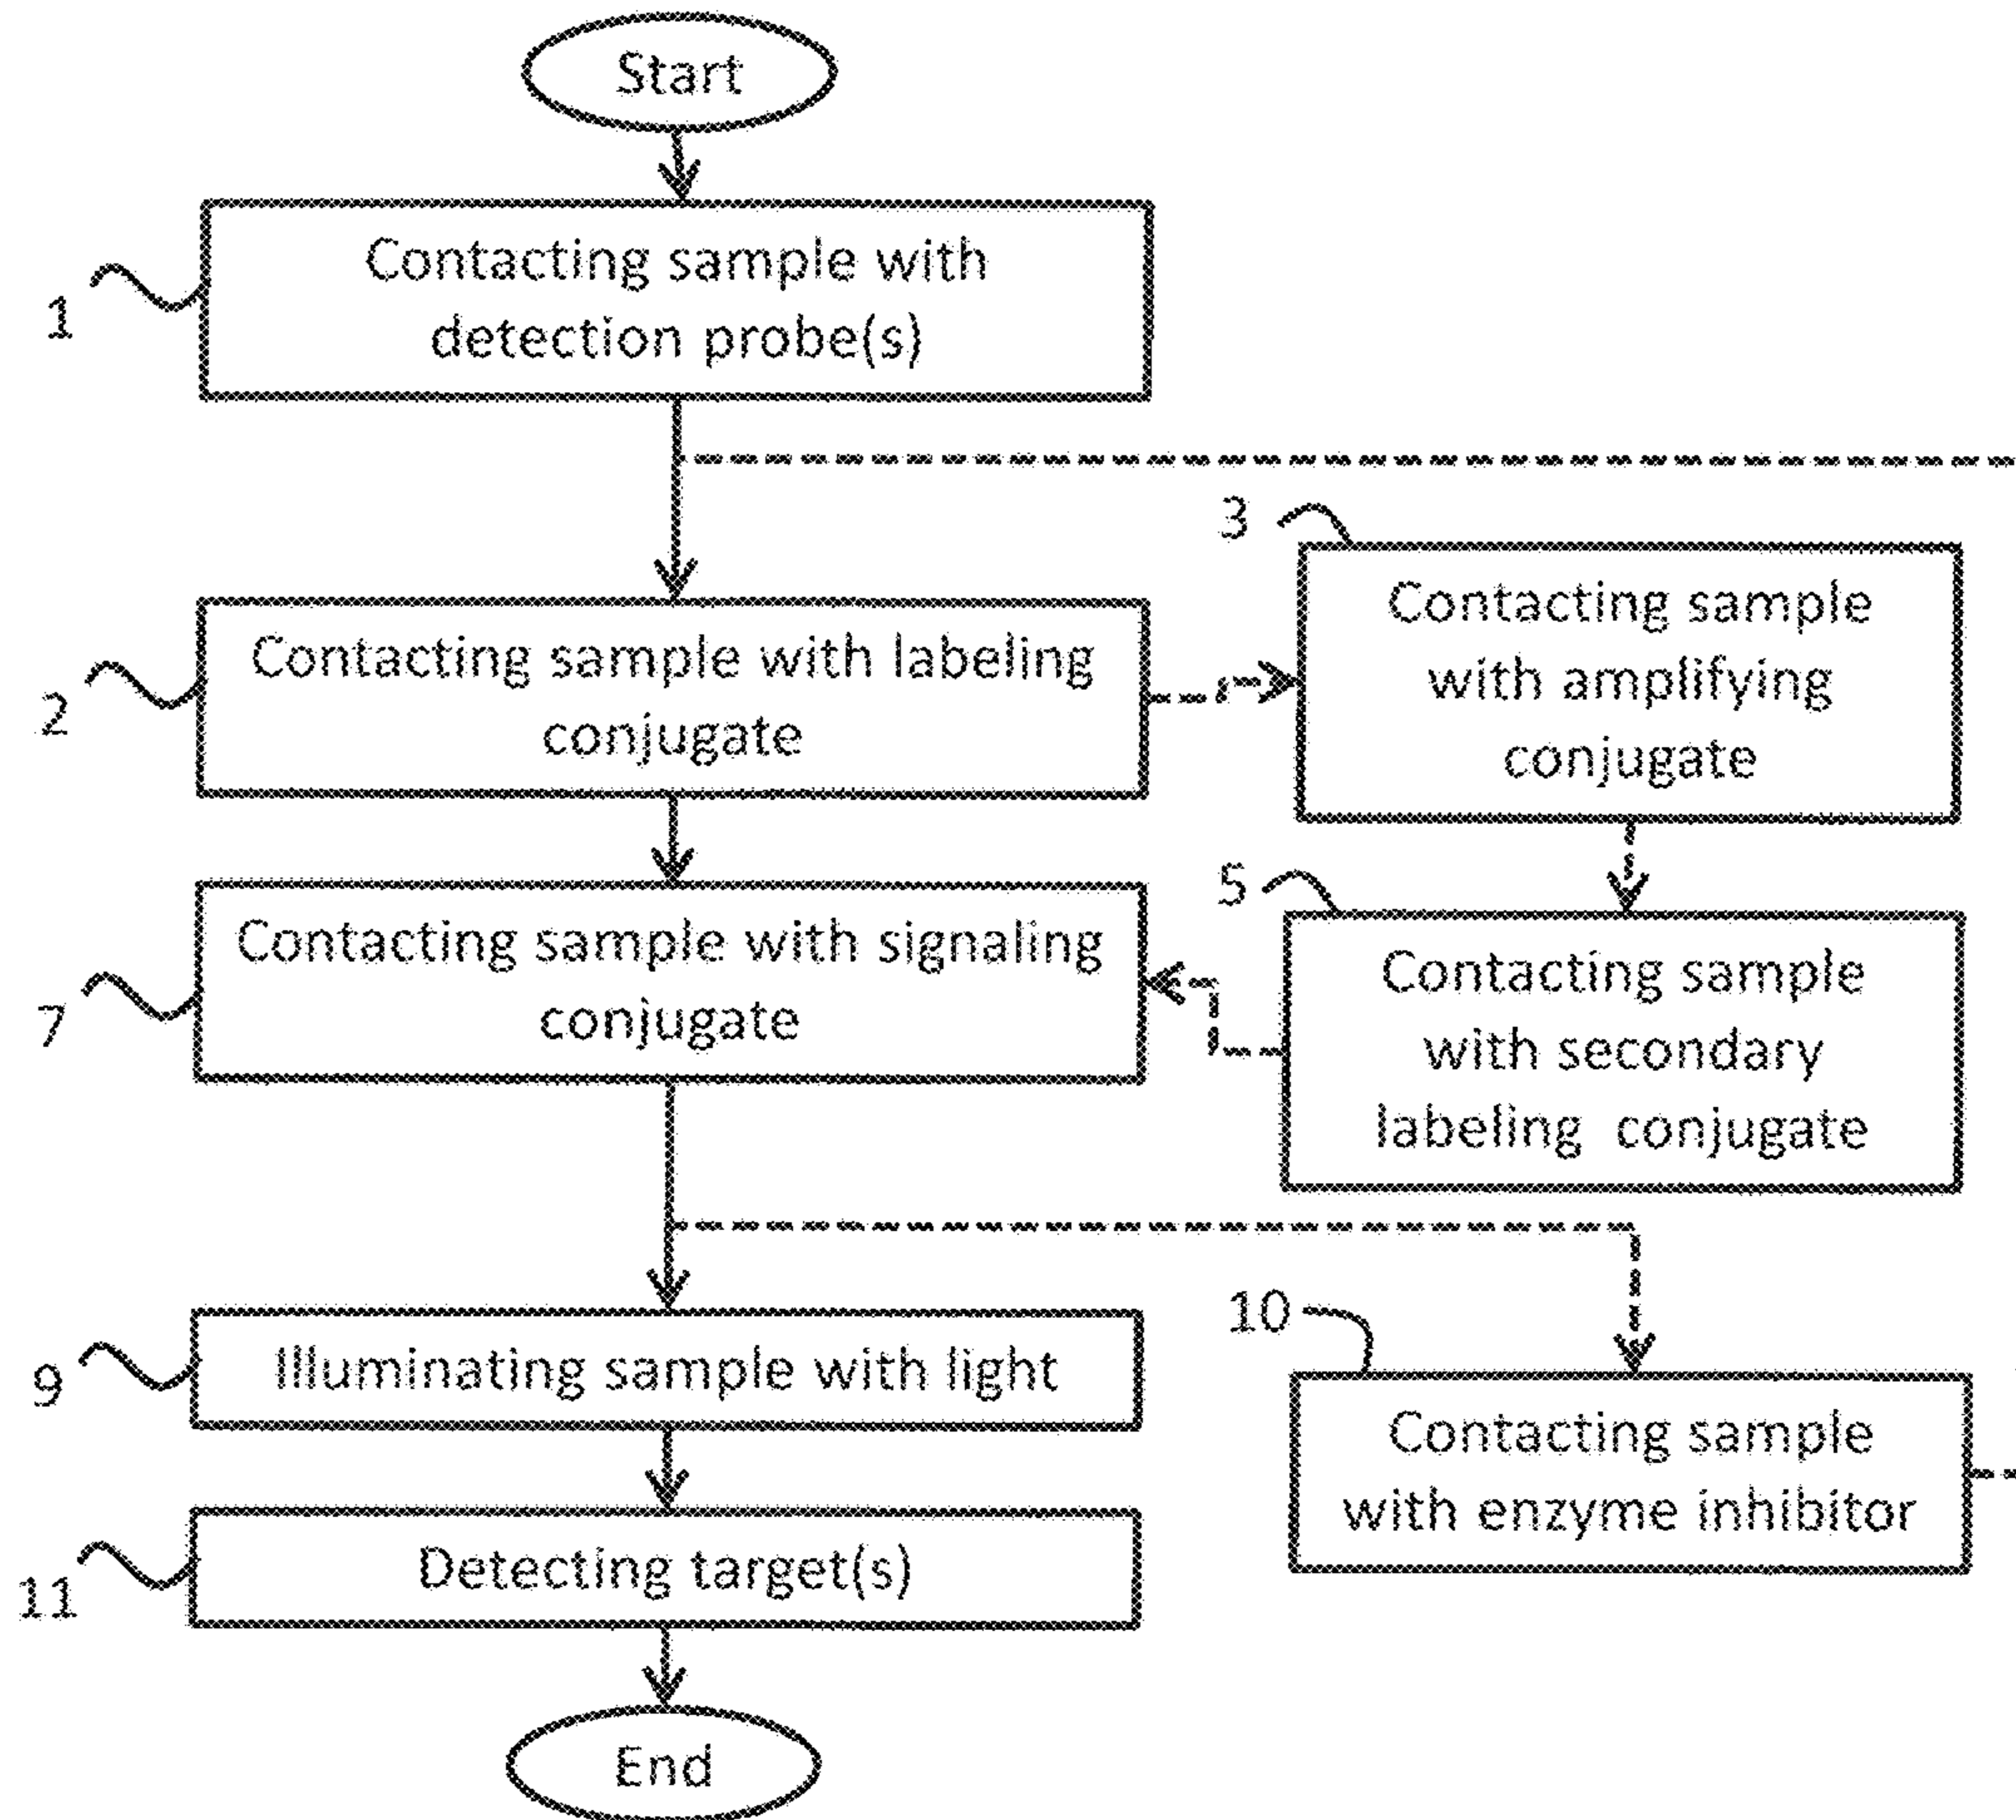 Start
1
Contacting sample with
detection probe(s)
2
Contacting sample with labeling
conjugate
3
Contacting sample
with amplifying
conjugate
5
Contacting sample
with secondary
labeling conjugate
7
Contacting sample with signaling
conjugate
9
Illuminating sample with light
10
Contacting sample
with enzyme inhibitor
11
Detecting target(s)
End